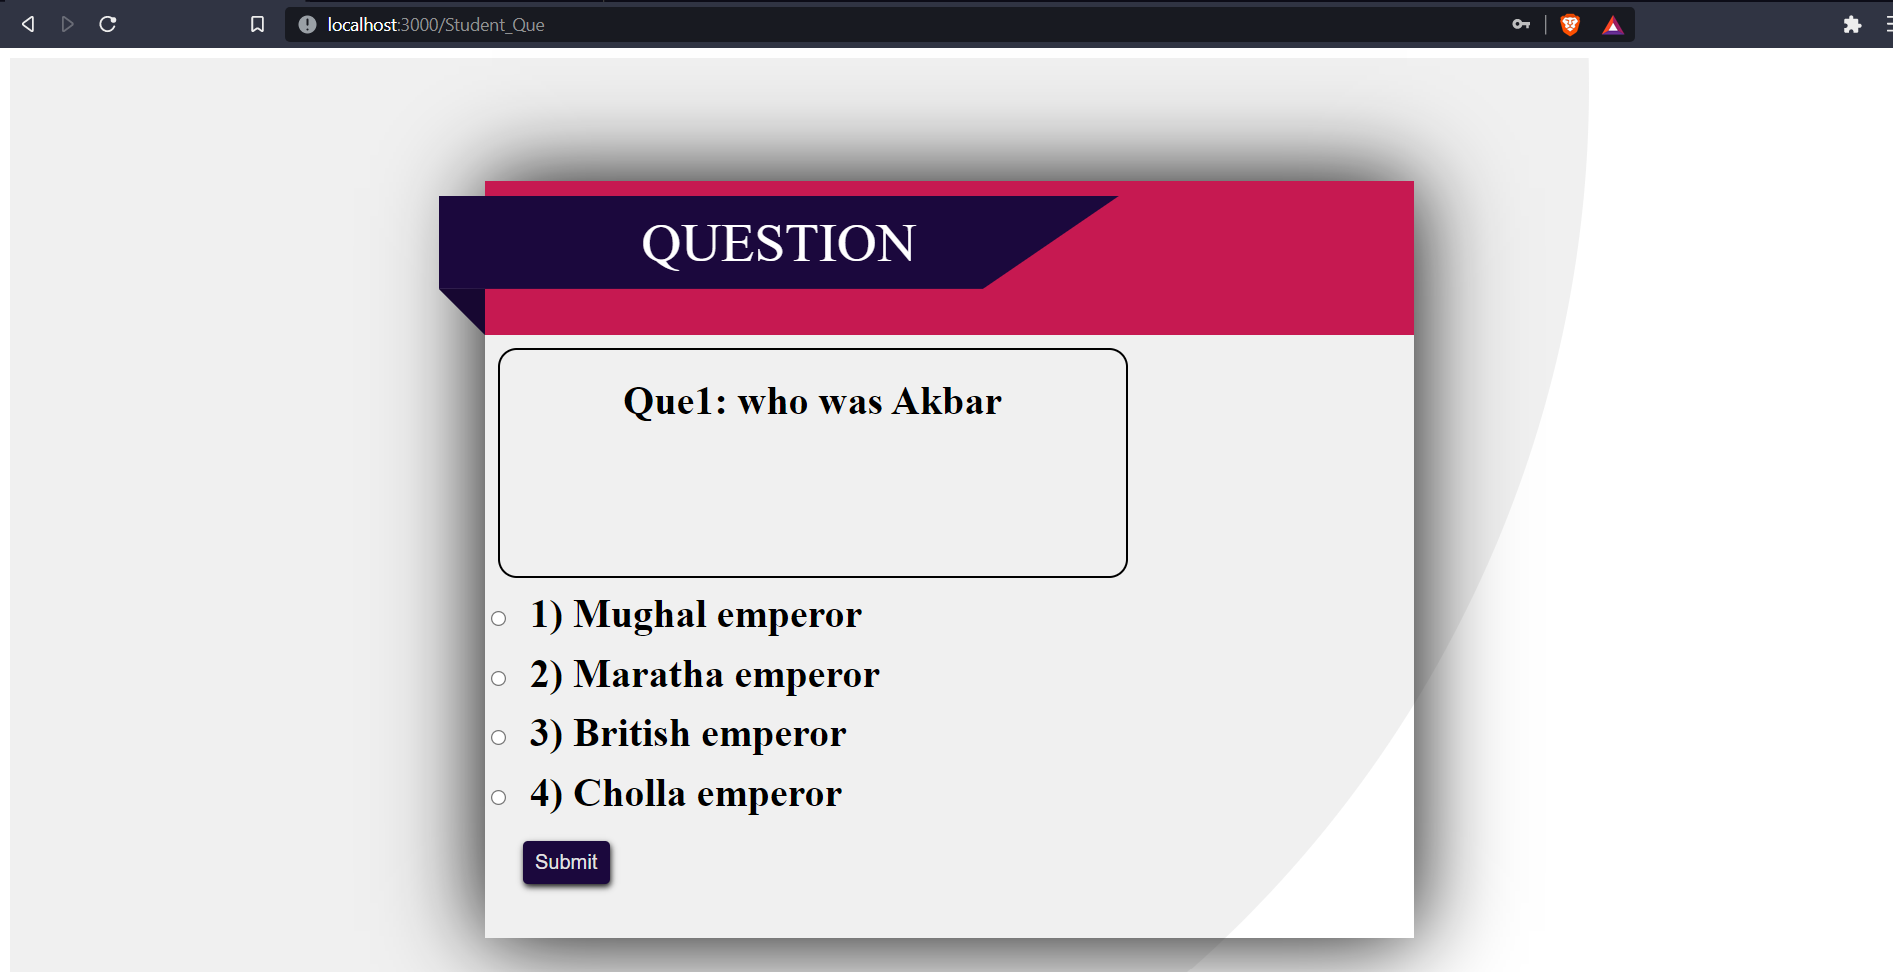 localhost:3000/Student_Que
QUESTION
Que1: who was Akbar
1) Mughal emperor
2) Maratha emperor
3) British emperor
4) Cholla emperor
Submit